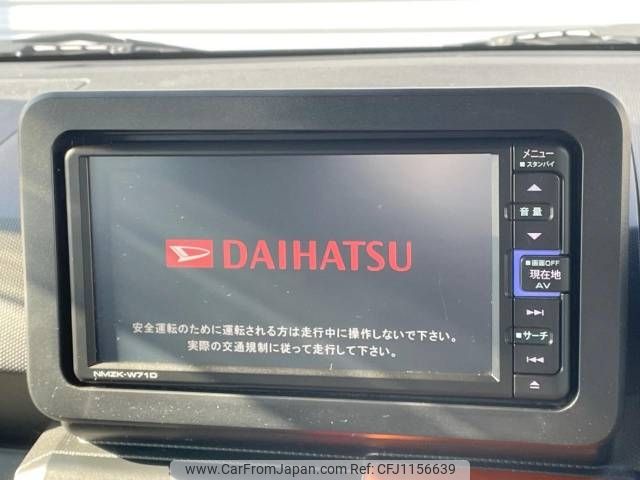 メニュー
■スタンバイ
音量
DAIHATSU
■画面OFF
現在地
AV
安全運転のために運転される方は走行中に操作しないで下さい。
実際の交通規制に従って走行して下さい。
■サーチ
NMZK-W71D
www.CarFromJapan.com #CFJ1156639